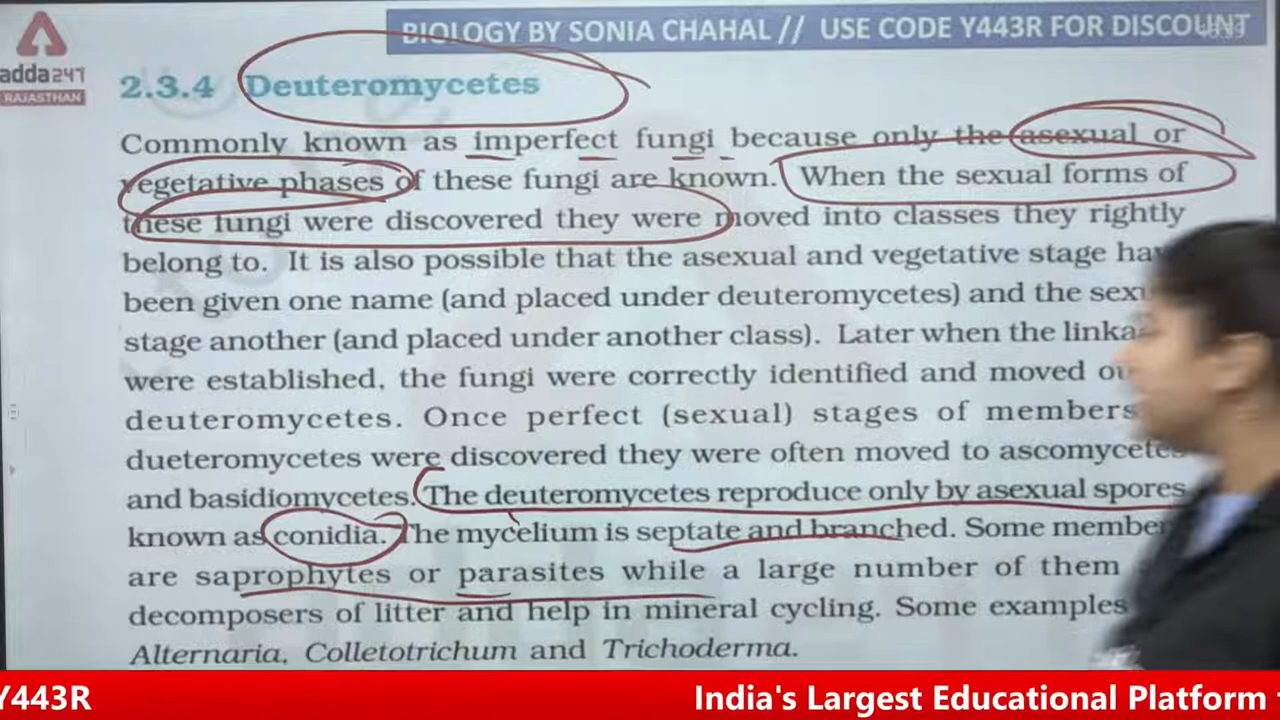 BIOLOGY BY SONIA CHAHAL // USE CODE Y443R FOR DISCOUNT
adda247
RAJASTHAN
2.3.4 Deuteromycetes
Commonly known as imperfect fungi because only the asexual or
vegetative phases of these fungi are known. When the sexual forms of
these fungi were discovered they were moved into classes they rightly
belong to. It is also possible that the asexual and vegetative stage
been given one name (and placed under deuteromycetes) and the
stage another (and placed under another class). Later when the
were established, the fungi were correctly identified and moved
deuteromycetes. Once perfect (sexual) stages of members
dueteromycetes were discovered they were often moved to ascomycetes
and basidiomycetes. The deuteromycetes reproduce only by asexual spores
known as conidia. The mycelium is septate and branched. Some
are saprophytes or parasites while a large number of them
decomposers of litter and help in mineral cycling. Some examples
Alternaria, Colletotrichum and Trichoderma.
Y443R India's Largest Educational Platform